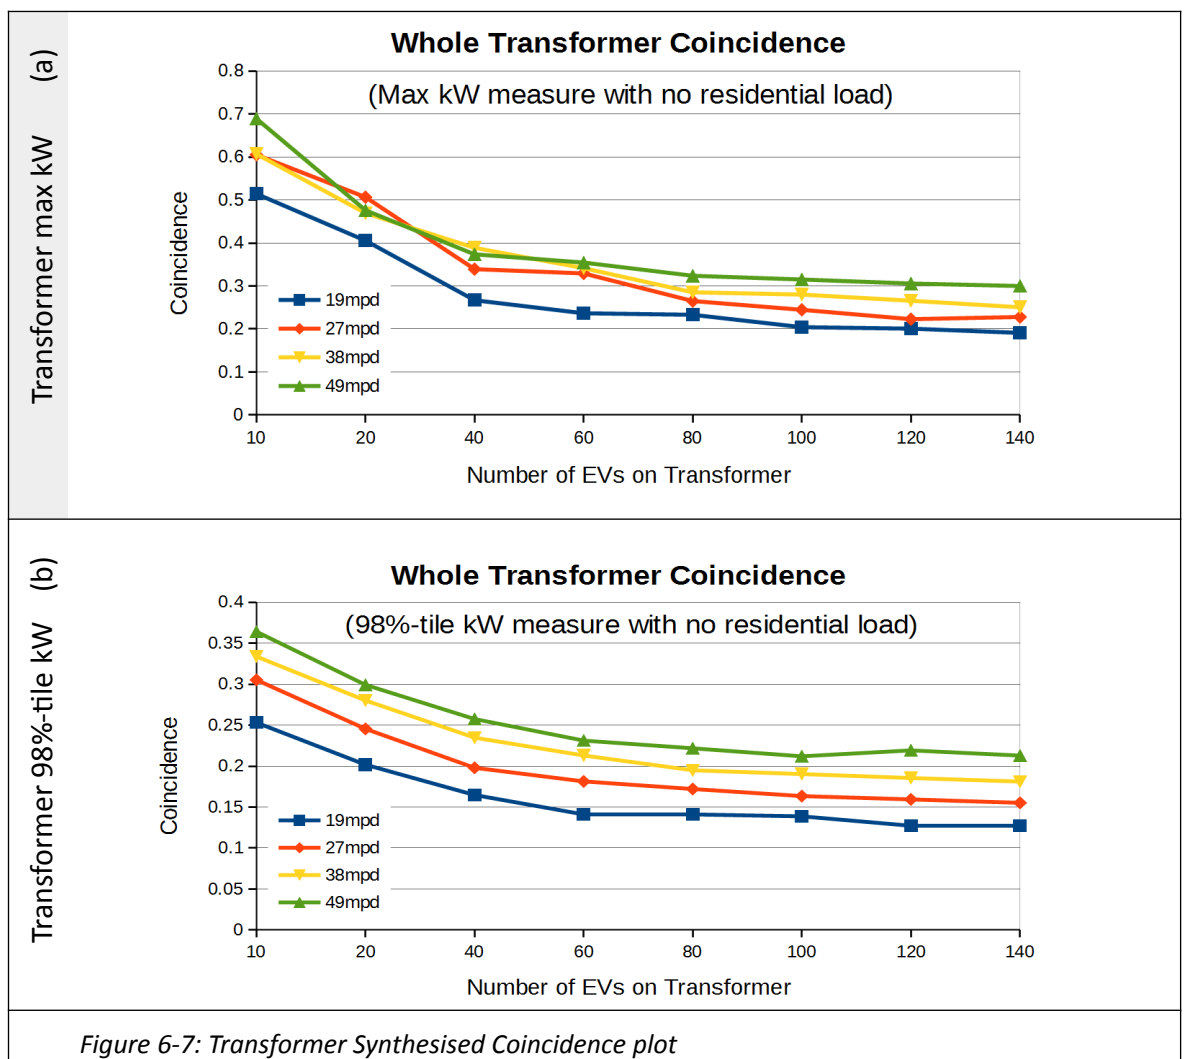 (a)
Transformer max kW
Whole Transformer Coincidence
(Max kW measure with no residential load)
Coincidence
0.8
0.7
0.6
0.5
0.4
0.3
0.2
0.1
0
19mpd
27mpd
38mpd
49mpd
10 20 40 60 80 100 120 140
Number of EVs on Transformer
(b)
Transformer 98%-tile kW
Whole Transformer Coincidence
(98%-tile kW measure with no residential load)
Coincidence
0.4
0.35
0.3
0.25
0.2
0.15
0.1
0.05
0
19mpd
27mpd
38mpd
49mpd
10 20 40 60 80 100 120 140
Number of EVs on Transformer
Figure 6-7: Transformer Synthesised Coincidence plot